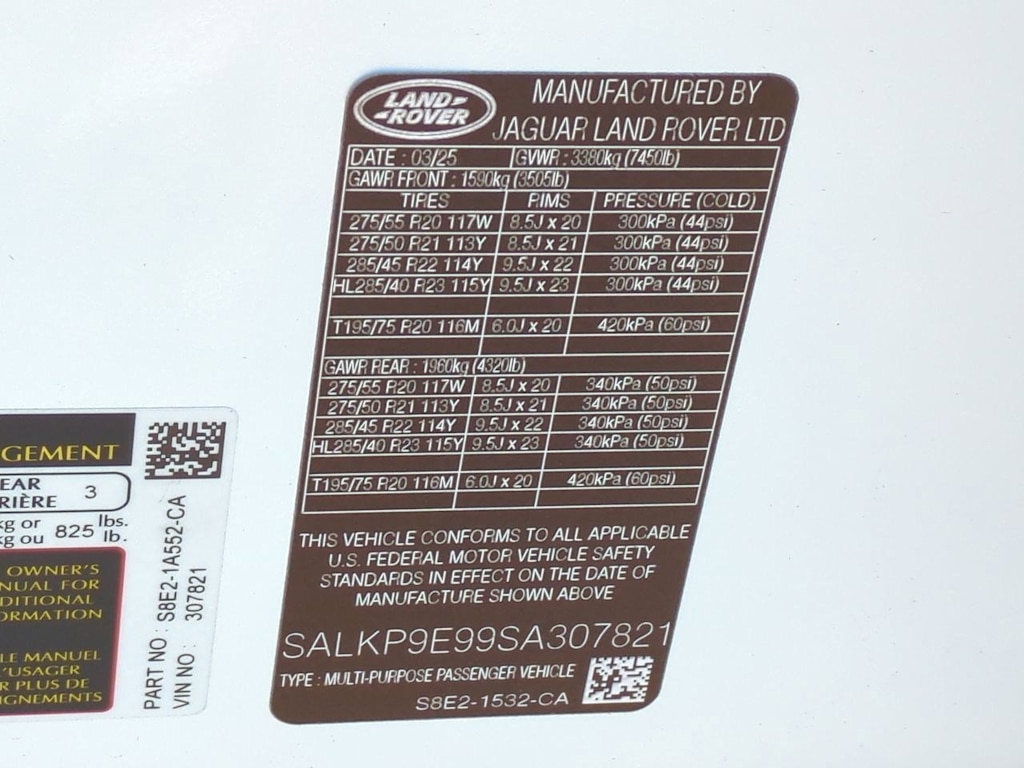 LAND-
-ROVER
MANUFACTURED BY
JAGUAR LAND ROVER LTD
DATE : 03/25 GVWR : 3380kg (7450lb)
GAWR FRONT : 1590kg (3505lb)
TIRES RIMS PRESSURE (COLD)
275/55 R20 117W 8.5J x 20 300kPa (44psi)
275/50 R21 113Y 8.5J x 21 300kPa (44psi)
285/45 R22 114Y 9.5J x 22 300kPa (44psi)
HL285/40 R23 115Y 9.5J x 23 300kPa (44psi)
T195/75 R20 116M 6.0J x 20 420kPa (60psi)
GAWR REAR : 1960kg (4320lb)
275/55 R20 117W 8.5J x 20 340kPa (50psi)
275/50 R21 113Y 8.5J x 21 340kPa (50psi)
285/45 R22 114Y 9.5J x 22 340kPa (50psi)
HL285/40 R23 115Y 9.5J x 23 340kPa (50psi)
T195/75 R20 116M 6.0J x 20 420kPa (60psi)
THIS VEHICLE CONFORMS TO ALL APPLICABLE
U.S. FEDERAL MOTOR VEHICLE SAFETY
STANDARDS IN EFFECT ON THE DATE OF
MANUFACTURE SHOWN ABOVE
SALKP9E99SA307821
TYPE : MULTI-PURPOSE PASSENGER VEHICLE
S8E2-1532-CA
GEMENT
EAR
RIÈRE 3
kg or
kg ou 825 lbs.
lb.
OWNER'S
NUAL FOR
DITIONAL
ORMATION
LE MANUEL
'USAGER
R PLUS DE
IGNEMENTS
PART NO : S8E2-1A552-CA
VIN NO : 307821